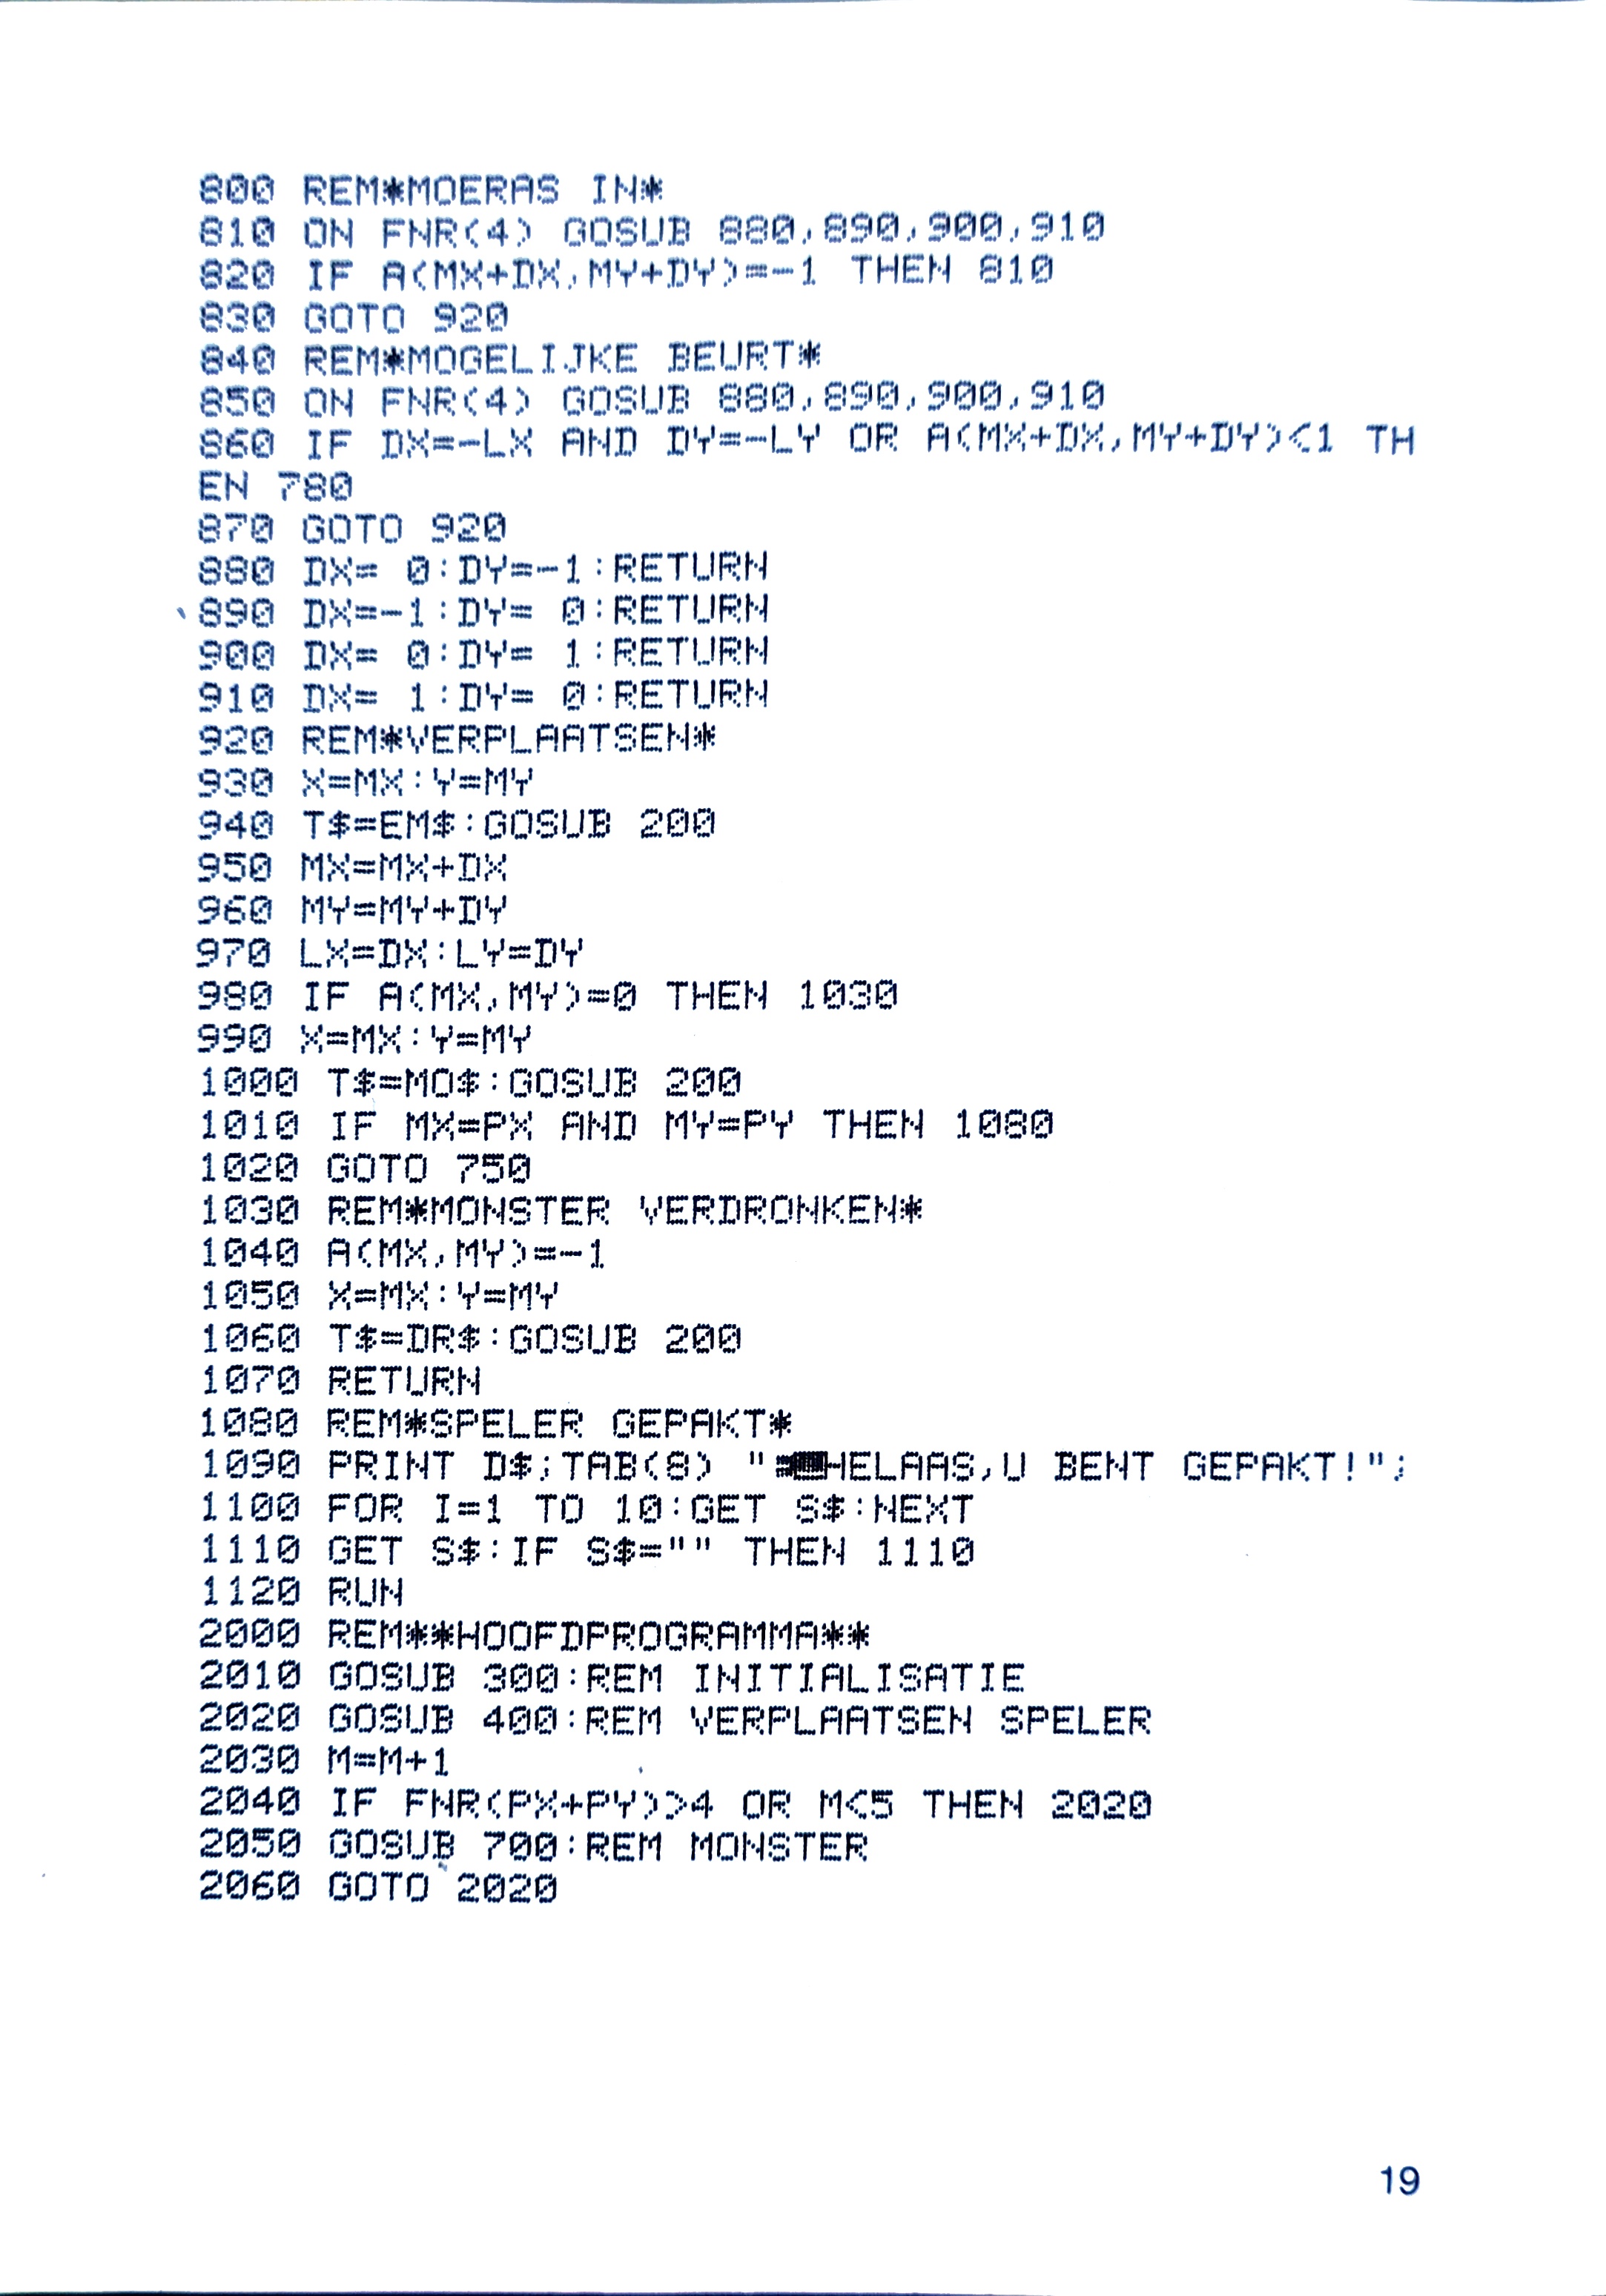 800 REM*MOERAS IN*
810 ON FNR(4) GOSUB 880,890,900,910
820 IF A(MX+DX,MY+DY)=-1 THEN 810
830 GOTO 920
840 REM*MOGELIJKE BEURT*
850 ON FNR(4) GOSUB 880,890,900,910
860 IF DX=-LX AND DY=-LY OR A(MX+DX,MY+DY)<1 TH
EN 780
870 GOTO 920
880 DX= 0:DY=-1:RETURN
890 DX=-1:DY= 0:RETURN
900 DX= 0:DY= 1:RETURN
910 DX= 1:DY= 0:RETURN
920 REM*VERPLAATSEN*
930 X=MX:Y=MY
940 T$=EM$:GOSUB 200
950 MX=MX+DX
960 MY=MY+DY
970 LX=DX:LY=DY
980 IF A(MX,MY)=0 THEN 1030
990 X=MX:Y=MY
1000 T$=MO$:GOSUB 200
1010 IF MX=PX AND MY=PY THEN 1080
1020 GOTO 750
1030 REM*MONSTER VERDRONKEN*
1040 A(MX,MY)=-1
1050 X=MX:Y=MY
1060 T$=DR$:GOSUB 200
1070 RETURN
1080 REM*SPELER GEPAKT*
1090 PRINT D$;TAB(8) "HELAAS,U BENT GEPAKT!";
1100 FOR I=1 TO 10:GET S$:NEXT
1110 GET S$:IF S$="" THEN 1110
1120 RUN
2000 REM**HOOFDPROGRAMMA**
2010 GOSUB 300:REM INITIALISATIE
2020 GOSUB 400:REM VERPLAATSEN SPELER
2030 M=M+1
2040 IF FNR(PX+PY)>4 OR M<5 THEN 2020
2050 GOSUB 700:REM MONSTER
2060 GOTO 2020
19